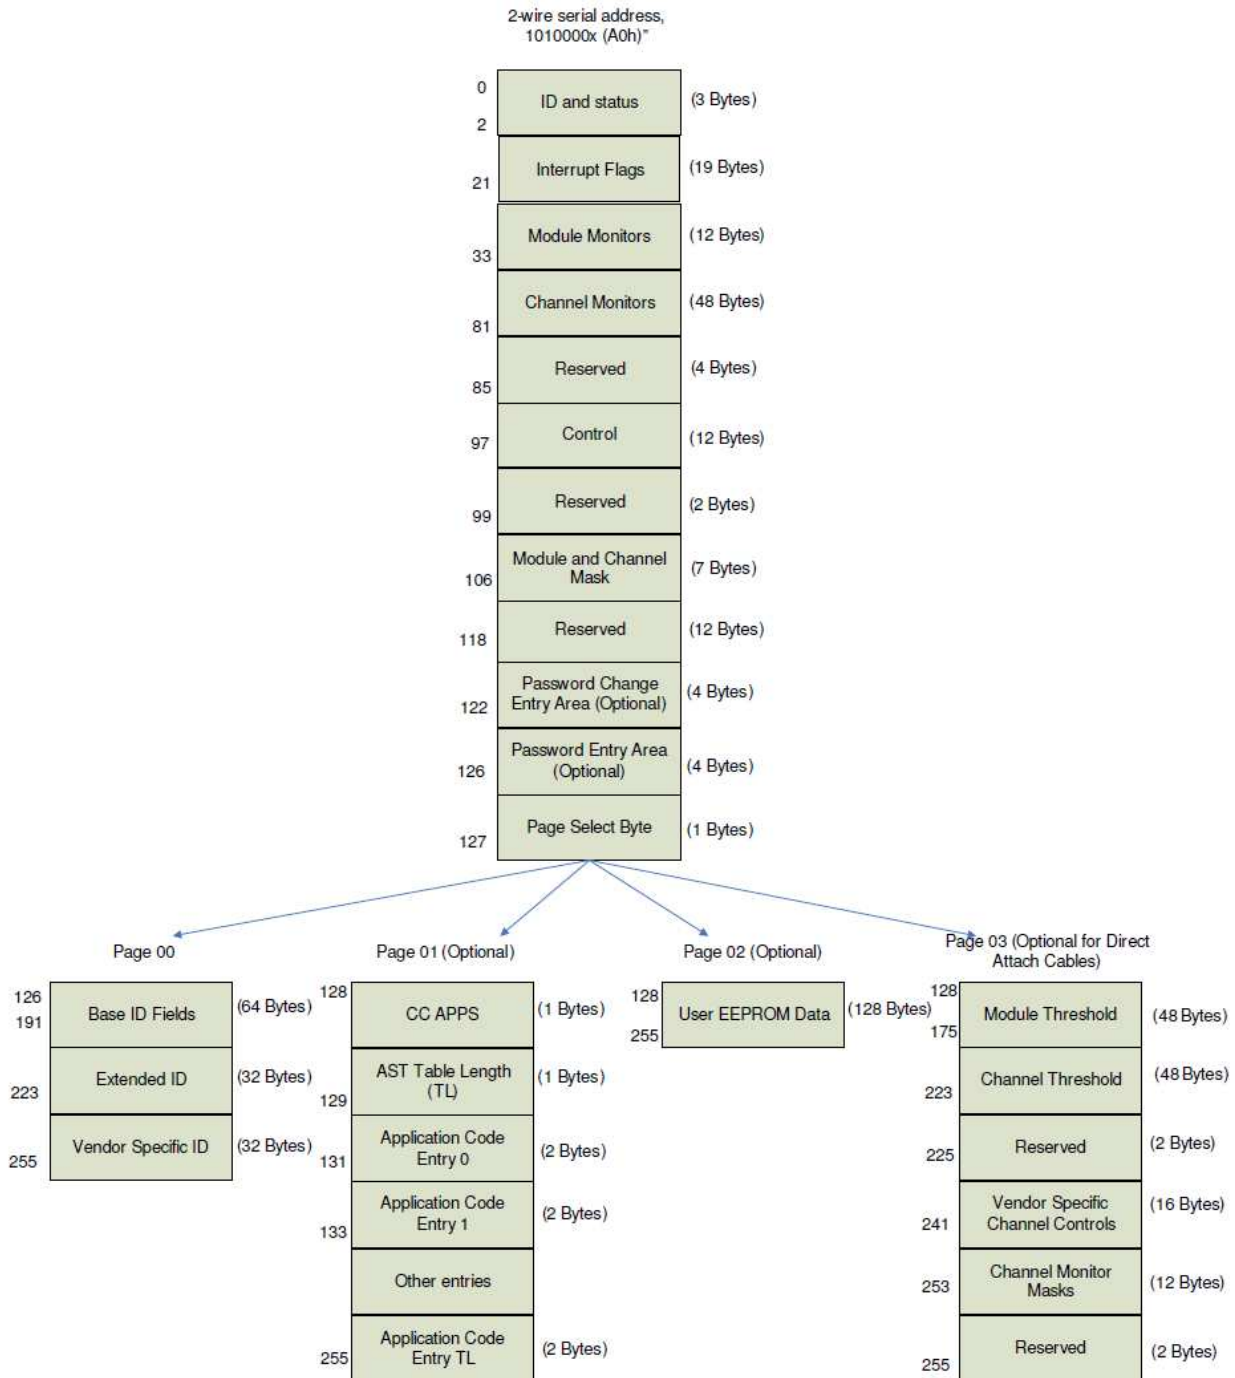 2-wire serial address,
1010000x (A0h)"
0
ID and status
(3 Bytes)
2
Interrupt Flags
(19 Bytes)
21
Module Monitors
(12 Bytes)
33
Channel Monitors
(48 Bytes)
81
Reserved
(4 Bytes)
85
Control
(12 Bytes)
97
Reserved
(2 Bytes)
99
Module and Channel
Mask
(7 Bytes)
106
Reserved
(12 Bytes)
118
Password Change
Entry Area (Optional)
(4 Bytes)
122
Password Entry Area
(Optional)
(4 Bytes)
126
Page Select Byte
(1 Bytes)
127
Page 00
126
191
Base ID Fields
(64 Bytes)
223
Extended ID
(32 Bytes)
255
Vendor Specific ID
(32 Bytes)
Page 01 (Optional)
128
CC APPS
(1 Bytes)
AST Table Length
(TL)
(1 Bytes)
129
Application Code
Entry 0
(2 Bytes)
131
Application Code
Entry 1
(2 Bytes)
133
Other entries
Application Code
Entry TL
(2 Bytes)
255
Page 02 (Optional)
128
User EEPROM Data
(128 Bytes)
255
Page 03 (Optional for Direct
Attach Cables)
128
Module Threshold
(48 Bytes)
175
Channel Threshold
(48 Bytes)
223
Reserved
(2 Bytes)
225
Vendor Specific
Channel Controls
(16 Bytes)
241
Channel Monitor
Masks
(12 Bytes)
253
Reserved
(2 Bytes)
255